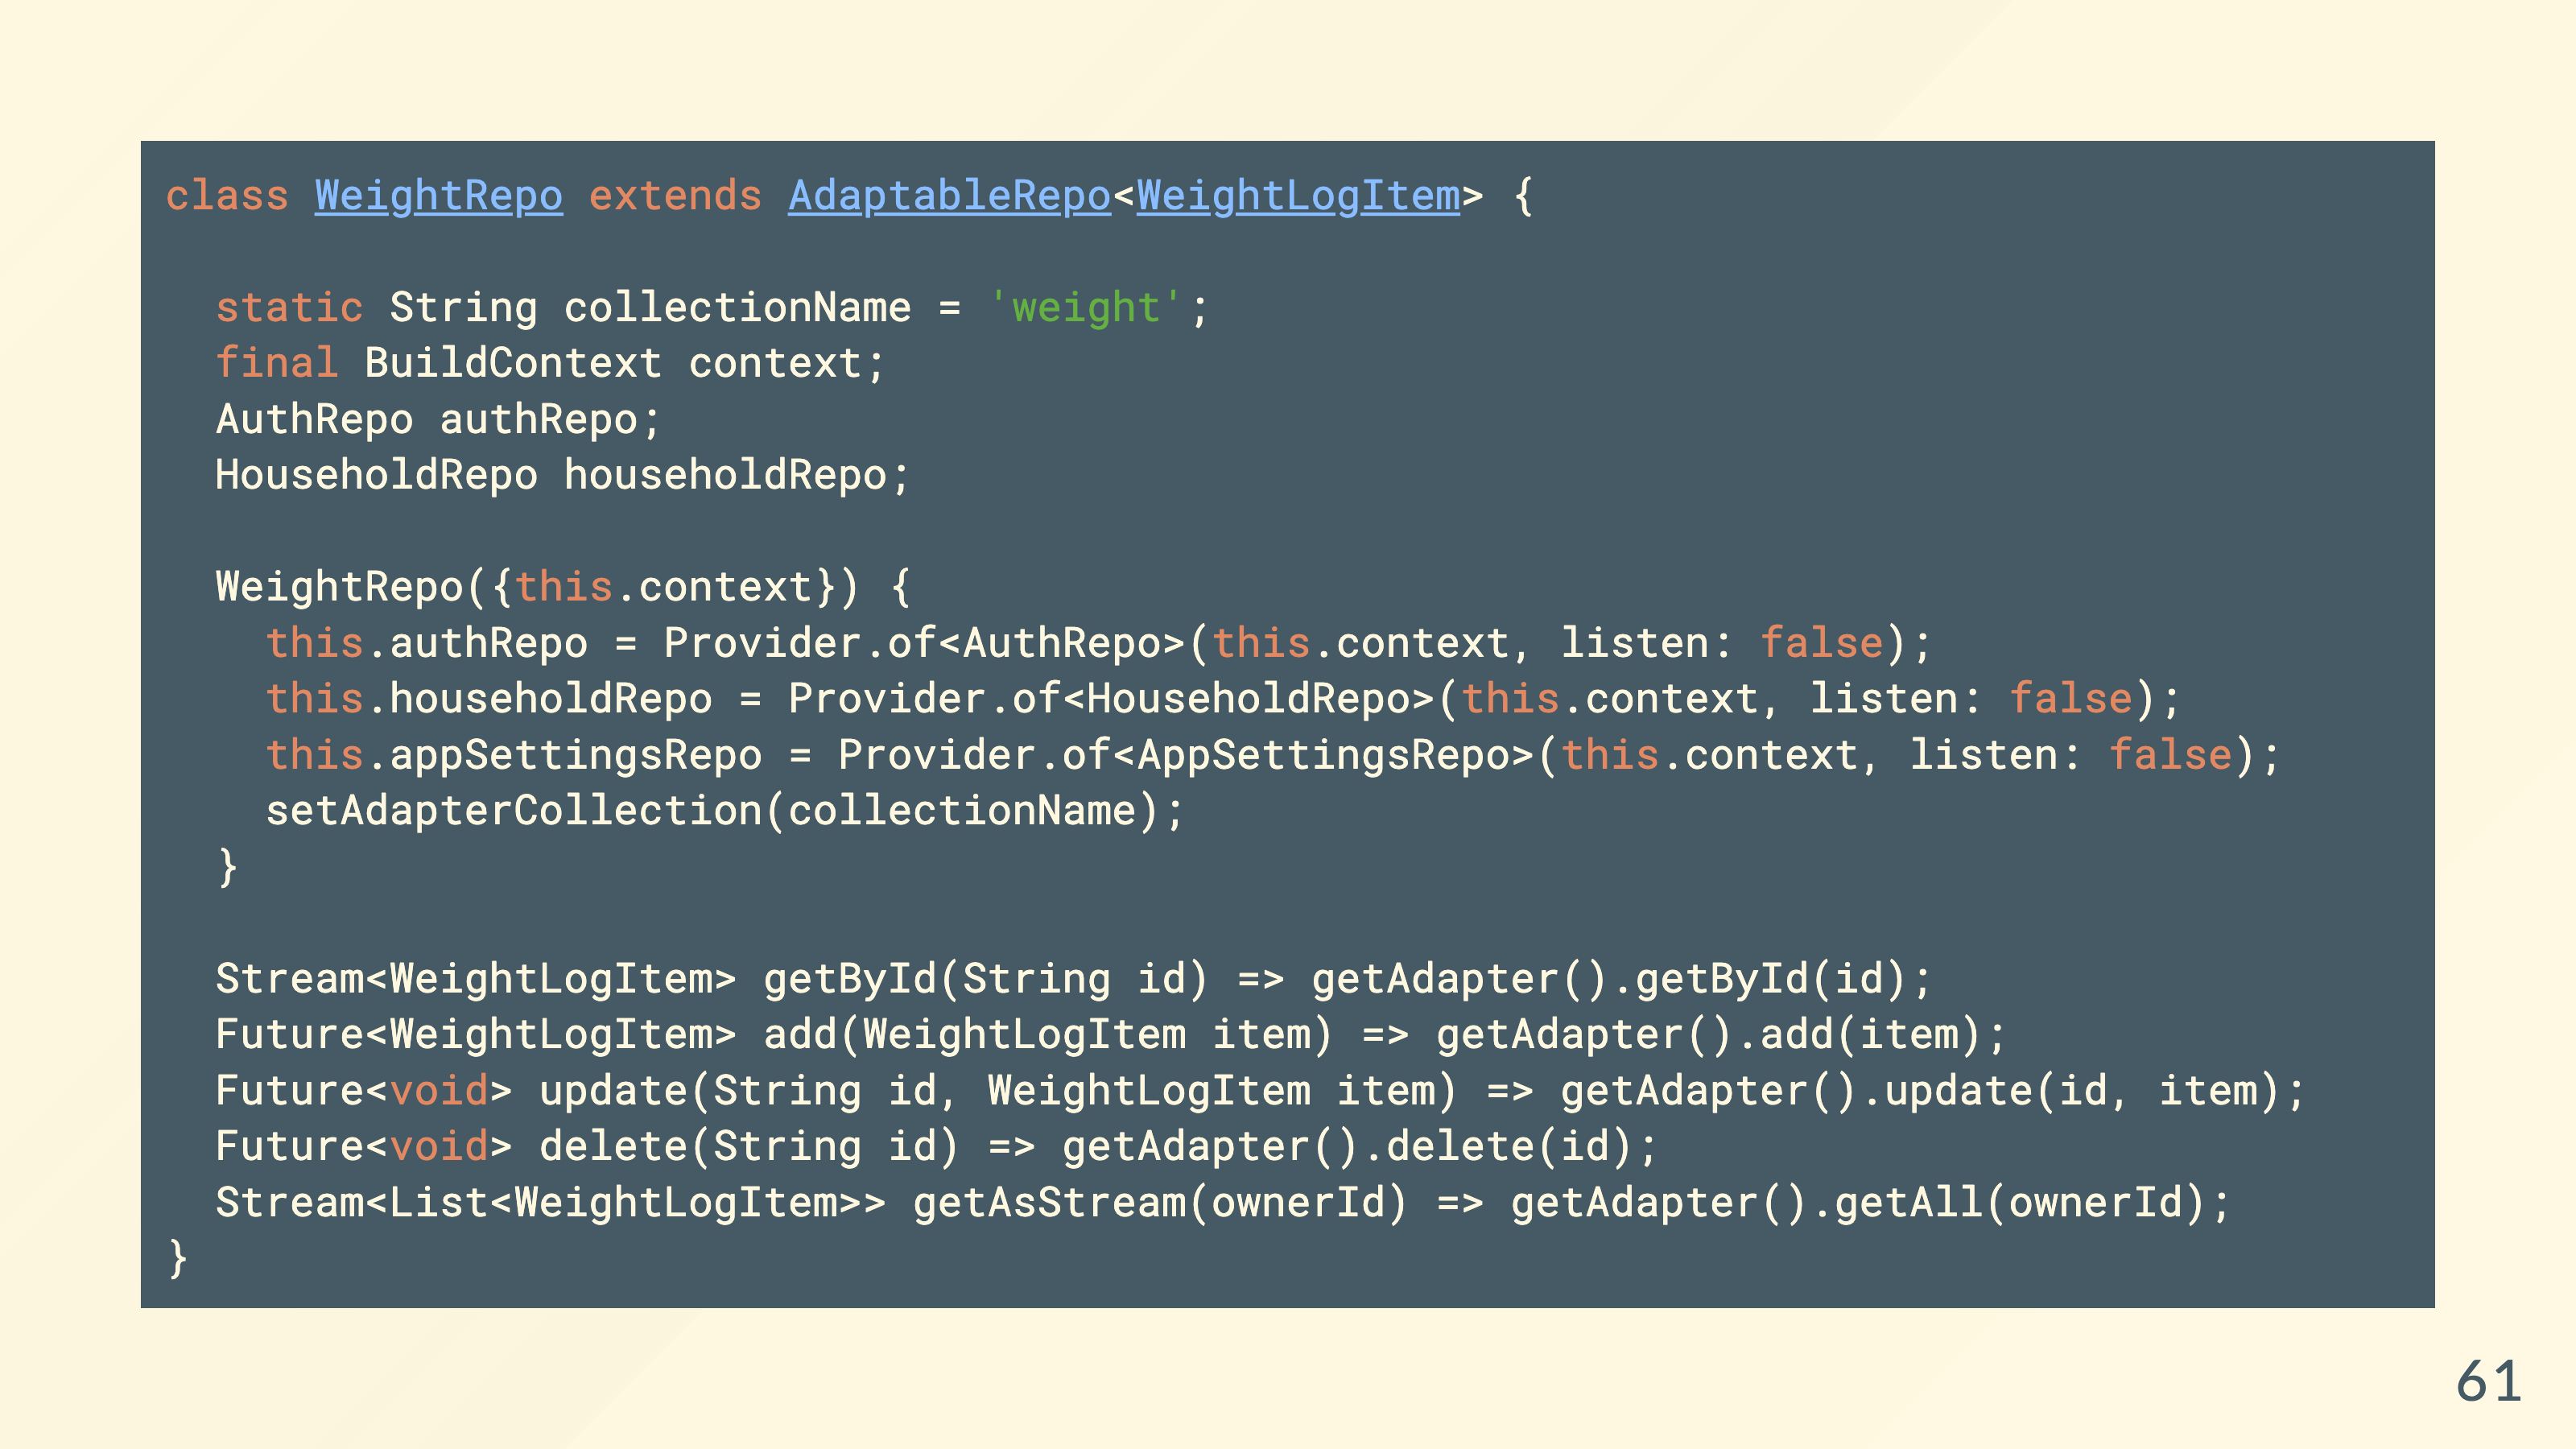 class WeightRepo extends AdaptableRepo<WeightLogItem> {
static String collectionName = 'weight';
final BuildContext context;
AuthRepo authRepo;
HouseholdRepo householdRepo;
WeightRepo({this.context}) {
this.authRepo = Provider.of<AuthRepo>(this.context, listen: false);
this.householdRepo = Provider.of<HouseholdRepo>(this.context, listen: false);
this.appSettingsRepo = Provider.of<AppSettingsRepo>(this.context, listen: false);
setAdapterCollection(collectionName);
}
Stream<WeightLogItem> getById(String id) => getAdapter().getById(id);
Future<WeightLogItem> add(WeightLogItem item) => getAdapter().add(item);
Future<void> update(String id, WeightLogItem item) => getAdapter().update(id, item);
Future<void> delete(String id) => getAdapter().delete(id);
Stream<List<WeightLogItem>> getAsStream(ownerId) => getAdapter().getAll(ownerId);
}
61